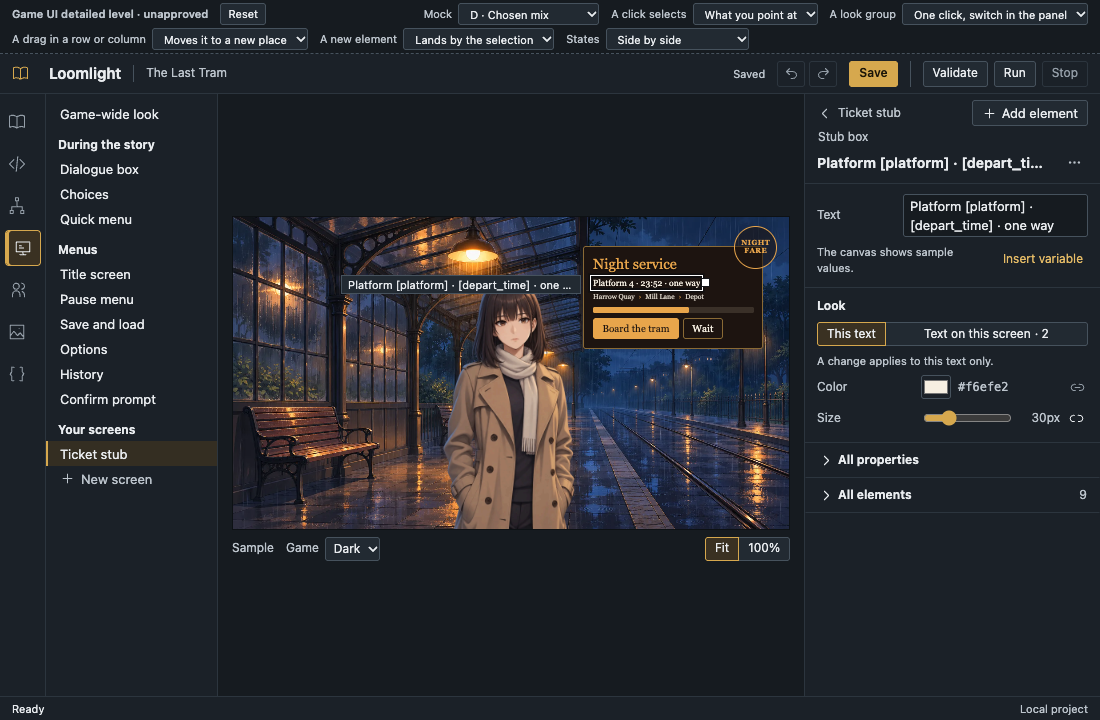 Game UI detailed level · unapproved Reset Mock D · Chosen mix A click selects What you point at A look group One click, switch in the panel
A drag in a row or column Moves it to a new place A new element Lands by the selection States Side by side
Loomlight The Last Tram Saved Save Validate Run Stop
Game-wide look
During the story
Dialogue box
Choices
Quick menu
Menus
Title screen
Pause menu
Save and load
Options
History
Confirm prompt
Your screens
Ticket stub
New screen
NIGHT
FARE
Night service
Platform [platform] · [depart_time] · one ...
Platform 4 · 23:52 · one way
Harrow Quay › Mill Lane › Depot
Board the tram Wait
Sample Game Dark Fit 100%
Ticket stub Add element
Stub box
Platform [platform] · [depart_ti... ···
Text Platform [platform] ·
[depart_time] · one way
The canvas shows sample
values.
Insert variable
Look
This text Text on this screen · 2
A change applies to this text only.
Color #f6efe2
Size 30px
All properties
All elements 9
Ready Local project